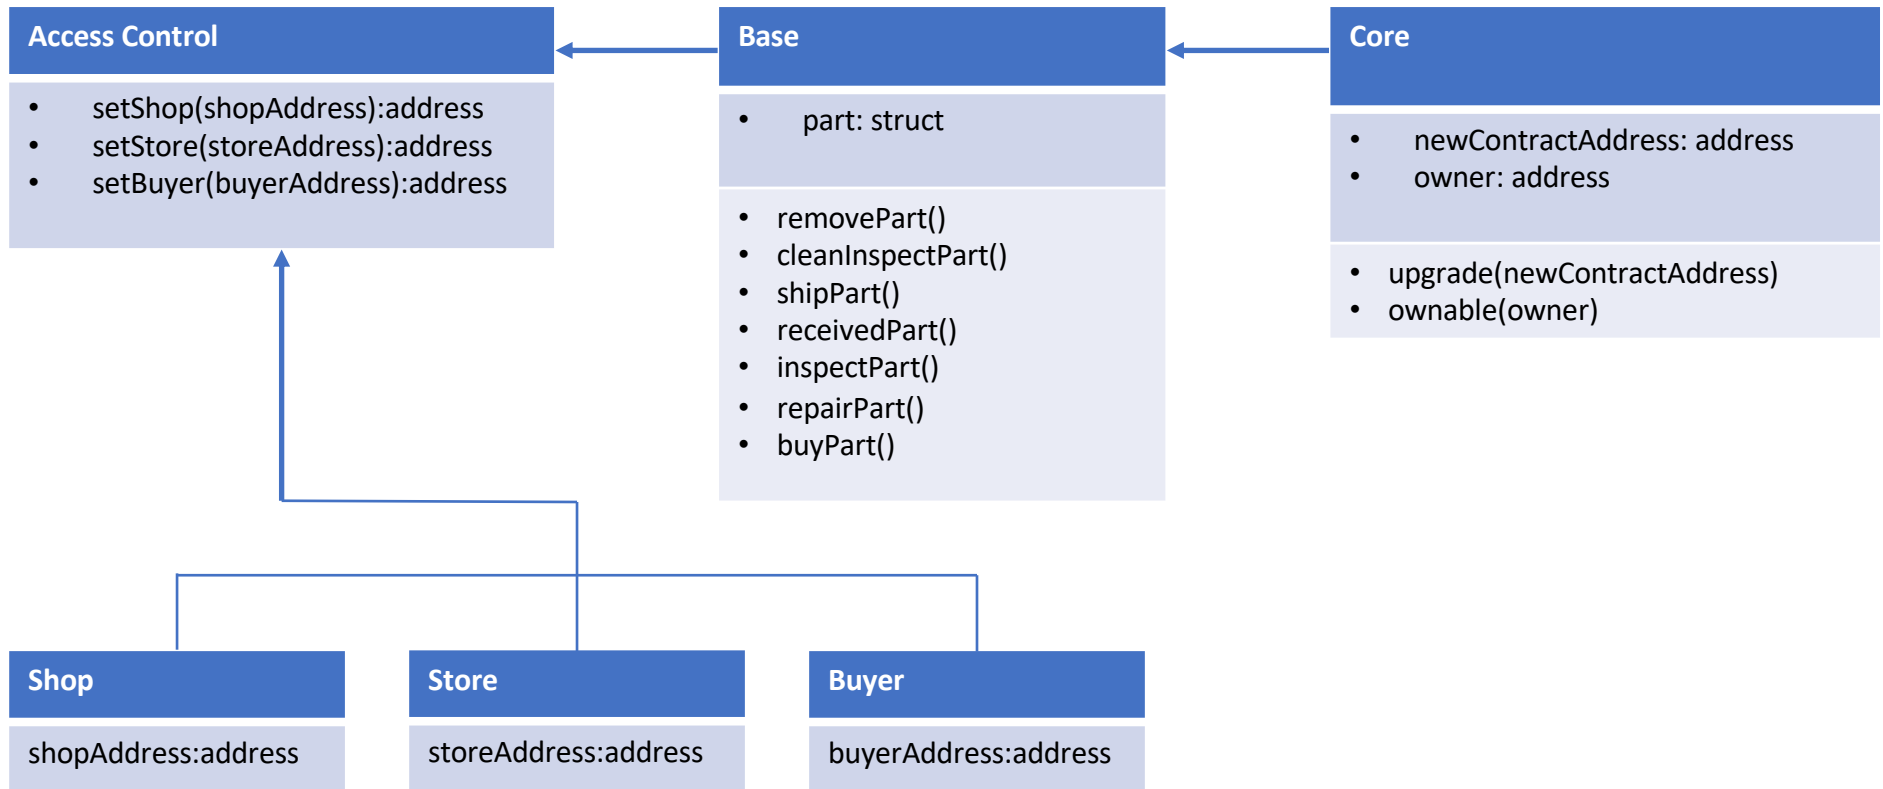 Access Control
• setShop(shopAddress):address
• setStore(storeAddress):address
• setBuyer(buyerAddress):address
Base
• part: struct
• removePart()
• cleanInspectPart()
• shipPart()
• receivedPart()
• inspectPart()
• repairPart()
• buyPart()
Core
• newContractAddress: address
• owner: address
• upgrade(newContractAddress)
• ownable(owner)
Shop
shopAddress:address
Store
storeAddress:address
Buyer
buyerAddress:address